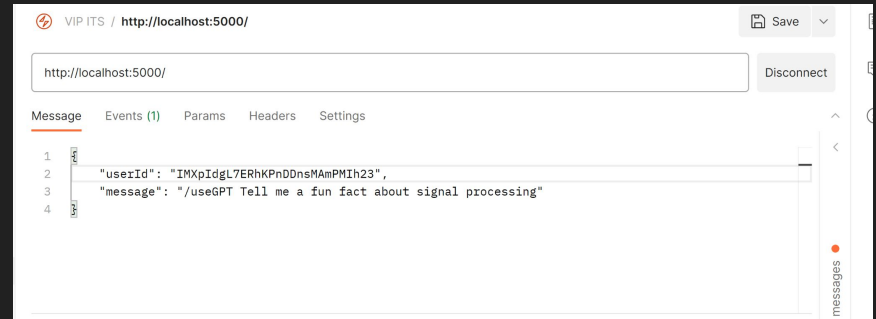 VIP ITS / http://localhost:5000/
Save
http://localhost:5000/
Disconnect
Message Events (1) Params Headers Settings
1 {
2 "userId": "IMXpIdgL7ERhKPnDDnsMAmPMIh23",
3 "message": "/useGPT Tell me a fun fact about signal processing"
4 }
messages